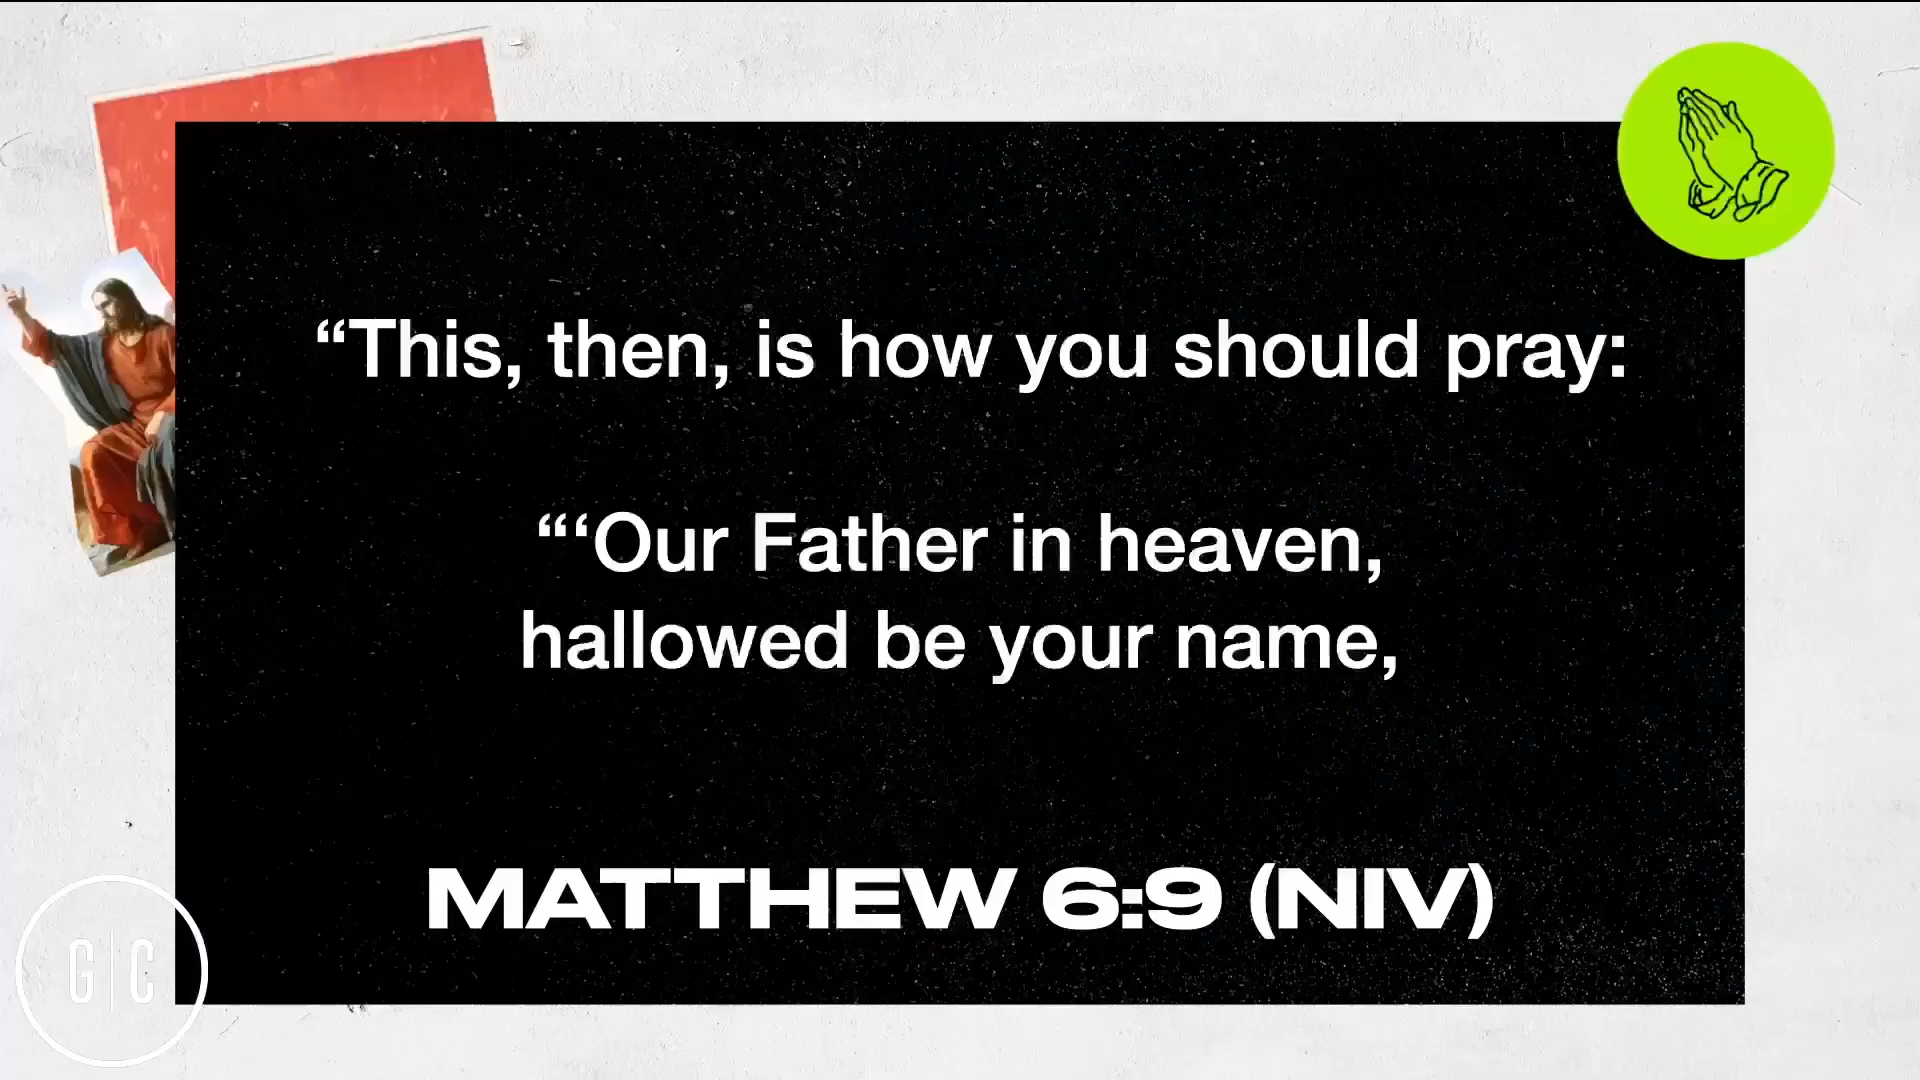 “This, then, is how you should pray:
“‘Our Father in heaven,
hallowed be your name,
MATTHEW 6:9 (NIV)
G|C